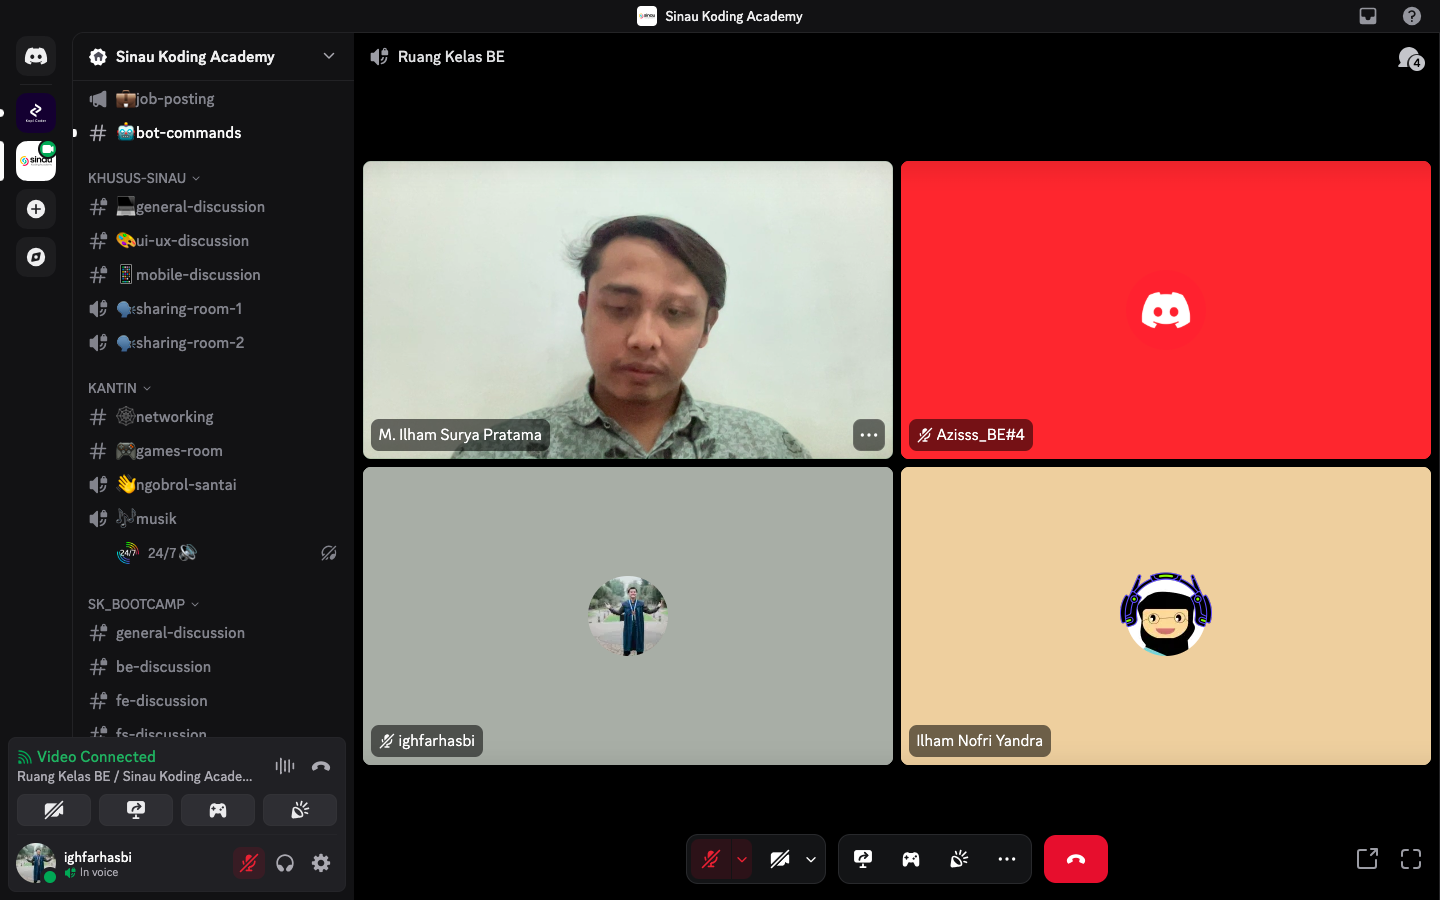 Sinau Koding Academy
Sinau Koding Academy
job-posting
bot-commands
KHUSUS-SINAU
general-discussion
ui-ux-discussion
mobile-discussion
sharing-room-1
sharing-room-2
KANTIN
networking
games-room
ngobrol-santai
musik
24/7
24/7
SK_BOOTCAMP
general-discussion
be-discussion
fe-discussion
fs-discussion
Video Connected
Ruang Kelas BE / Sinau Koding Acade...
ighfarhasbi
In voice
Ruang Kelas BE
4
M. Ilham Surya Pratama
Azisss_BE#4
ighfarhasbi
Ilham Nofri Yandra